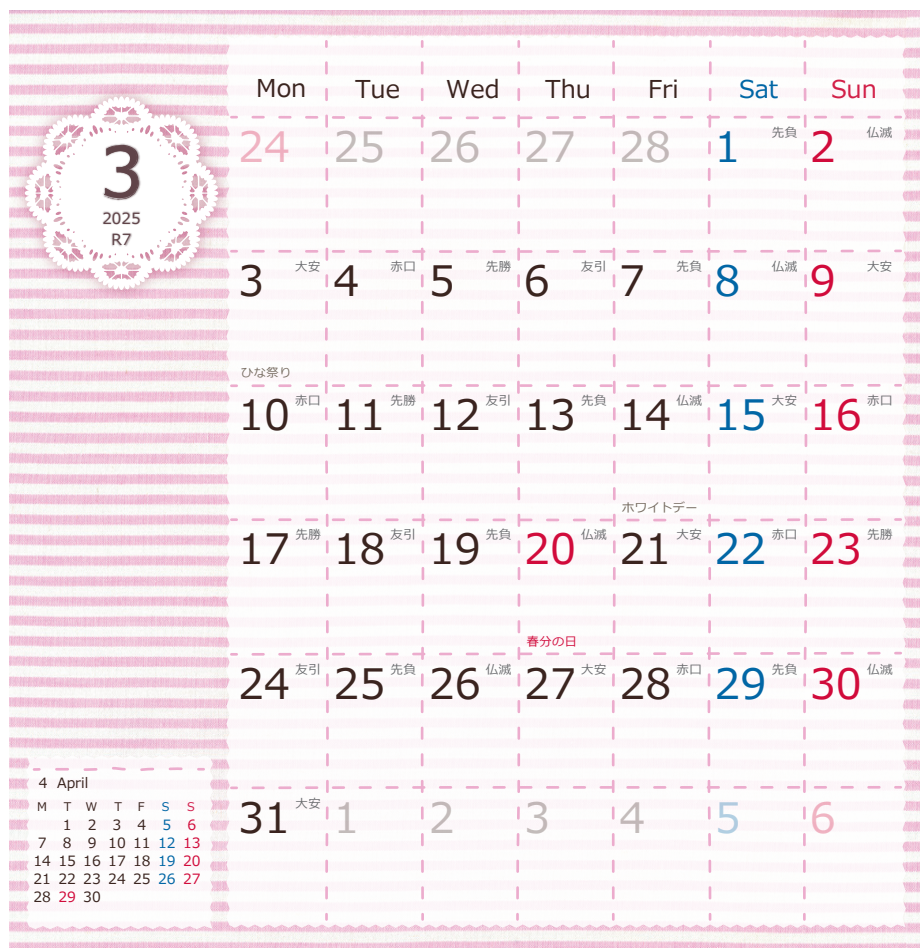 3
2025
R7
Mon Tue Wed Thu Fri Sat Sun
24 25 26 27 28 1 先負 2 仏滅
3 大安 4 赤口 5 先勝 6 友引 7 先負 8 仏滅 9 大安
ひな祭り
10 赤口 11 先勝 12 友引 13 先負 14 仏滅 15 大安 16 赤口
ホワイトデー
17 先勝 18 友引 19 先負 20 仏滅 21 大安 22 赤口 23 先勝
春分の日
24 友引 25 先負 26 仏滅 27 大安 28 赤口 29 先負 30 仏滅
31 大安 1 2 3 4 5 6
4 April
M T W T F S S
1 2 3 4 5 6
7 8 9 10 11 12 13
14 15 16 17 18 19 20
21 22 23 24 25 26 27
28 29 30